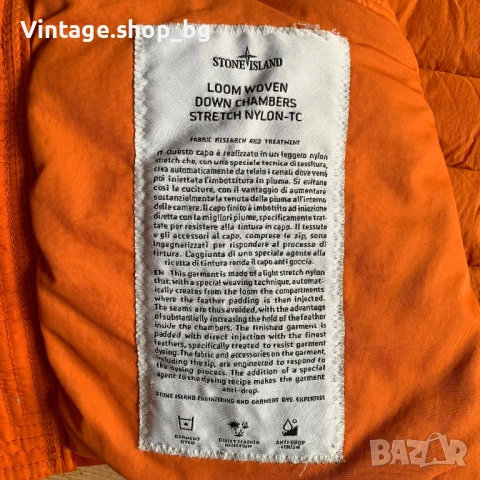 Vintage.shop_bg
STONE ISLAND
LOOM WOVEN
DOWN CHAMBERS
STRETCH NYLON-TC
FABRIC RESEARCH AND TREATMENT
IT Questo capo è realizzato in un leggero nylon
stretch che, con una speciale tecnica di tessitura,
crea automaticamente da telaio i canali dove verrà
poi iniettata l'imbottitura in piuma. Si evitano
così la cuciture, con il vantaggio di aumentare
sostanzialmente la tenuta della piuma all'interno
delle camere. Il capo finito è imbottito ad iniezione
diretta con la migliori piume, specificamente trat-
tate per resistere alla tintura in capo. Il tessuto
e gli accessori al capo, comprese le zip, sono
ingegnarizzati per rispondere al processo di
tintura. L'aggiunta di uno speciale agente alla
ricetta di tintura rende il capo anti goccia.
EN This garment is made of a light stretch nylon
that, with a special weaving technique, automat-
ically creates from the loom the compartments
where the feather padding is then injected.
The seams are thus avoided, with the advantage
of substantially increasing the hold of the feather
inside the chambers. The finished garment is
padded with direct injection with the finest
feathers, specifically created to resist garment
dyeing. The fabric and accessories on the garment,
including the zip, are engineered to respond to
the dyeing process. The addition of a special
agent to the dyeing recipe makes the garment
anti-drop.
STONE ISLAND ENGINEERING AND GARMENT DYE EXPERTISE
GARMENT
DYED
DIRECT FEATHER
INJECTION
ANTI-DROP
FINISH
BAZAR